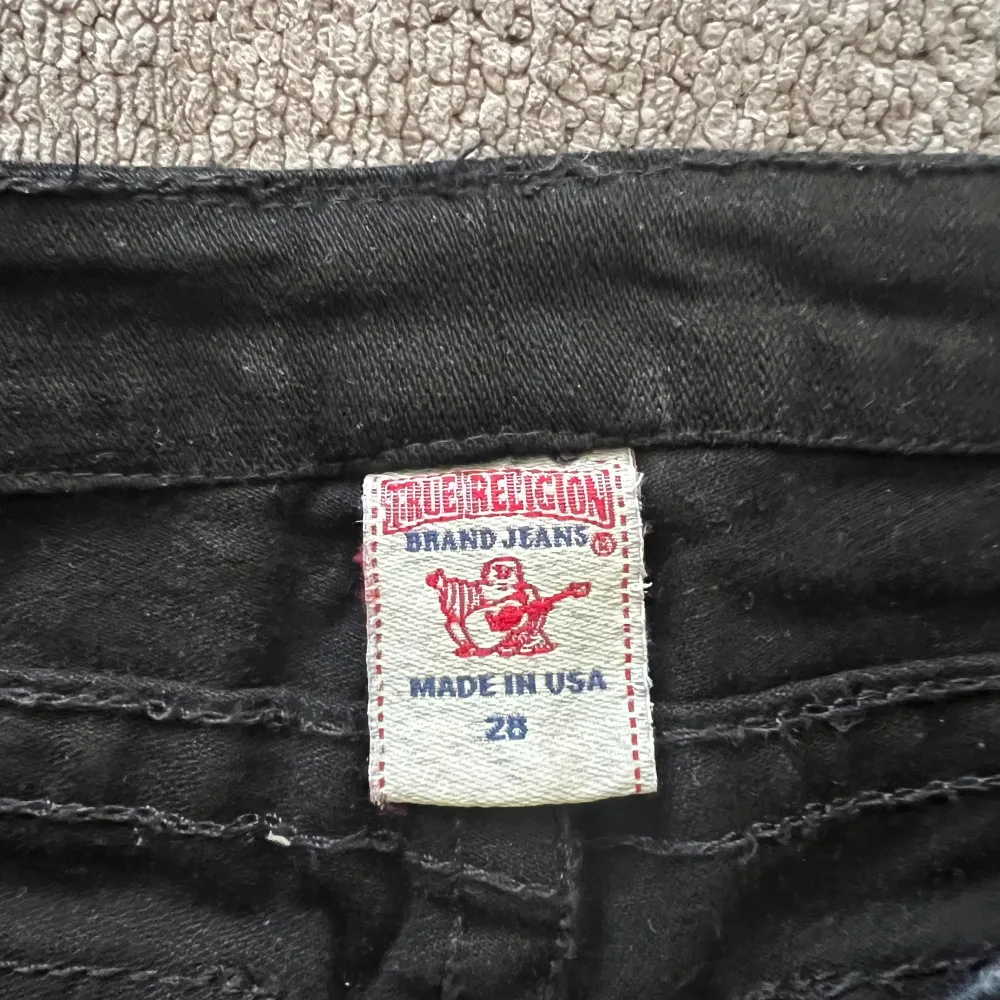 TRUE RELIGION
BRAND JEANS ®
MADE IN USA
28